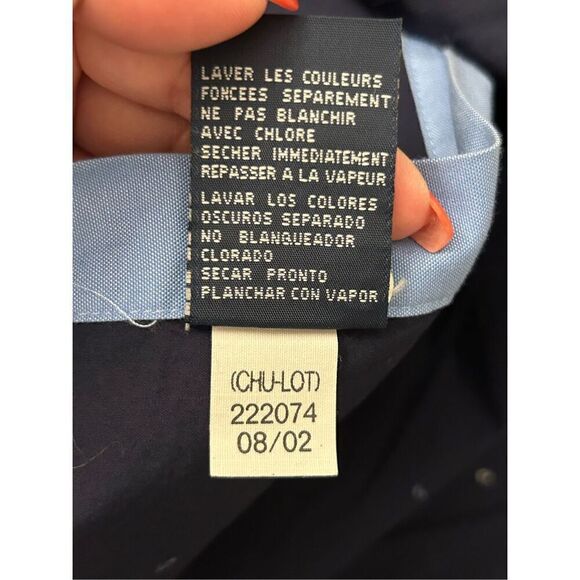 LAVER LES COULEURS
FONCEES SEPAREMENT
NE PAS BLANCHIR
AVEC CHLORE
SECHER IMMEDIATEMENT
REPASSER A LA VAPEUR
LAVAR LOS COLORES
OSCUROS SEPARADO
NO BLANQUEADOR
CLORADO
SECAR PRONTO
PLANCHAR CON VAPOR
(CHU-LOT)
222074
08/02